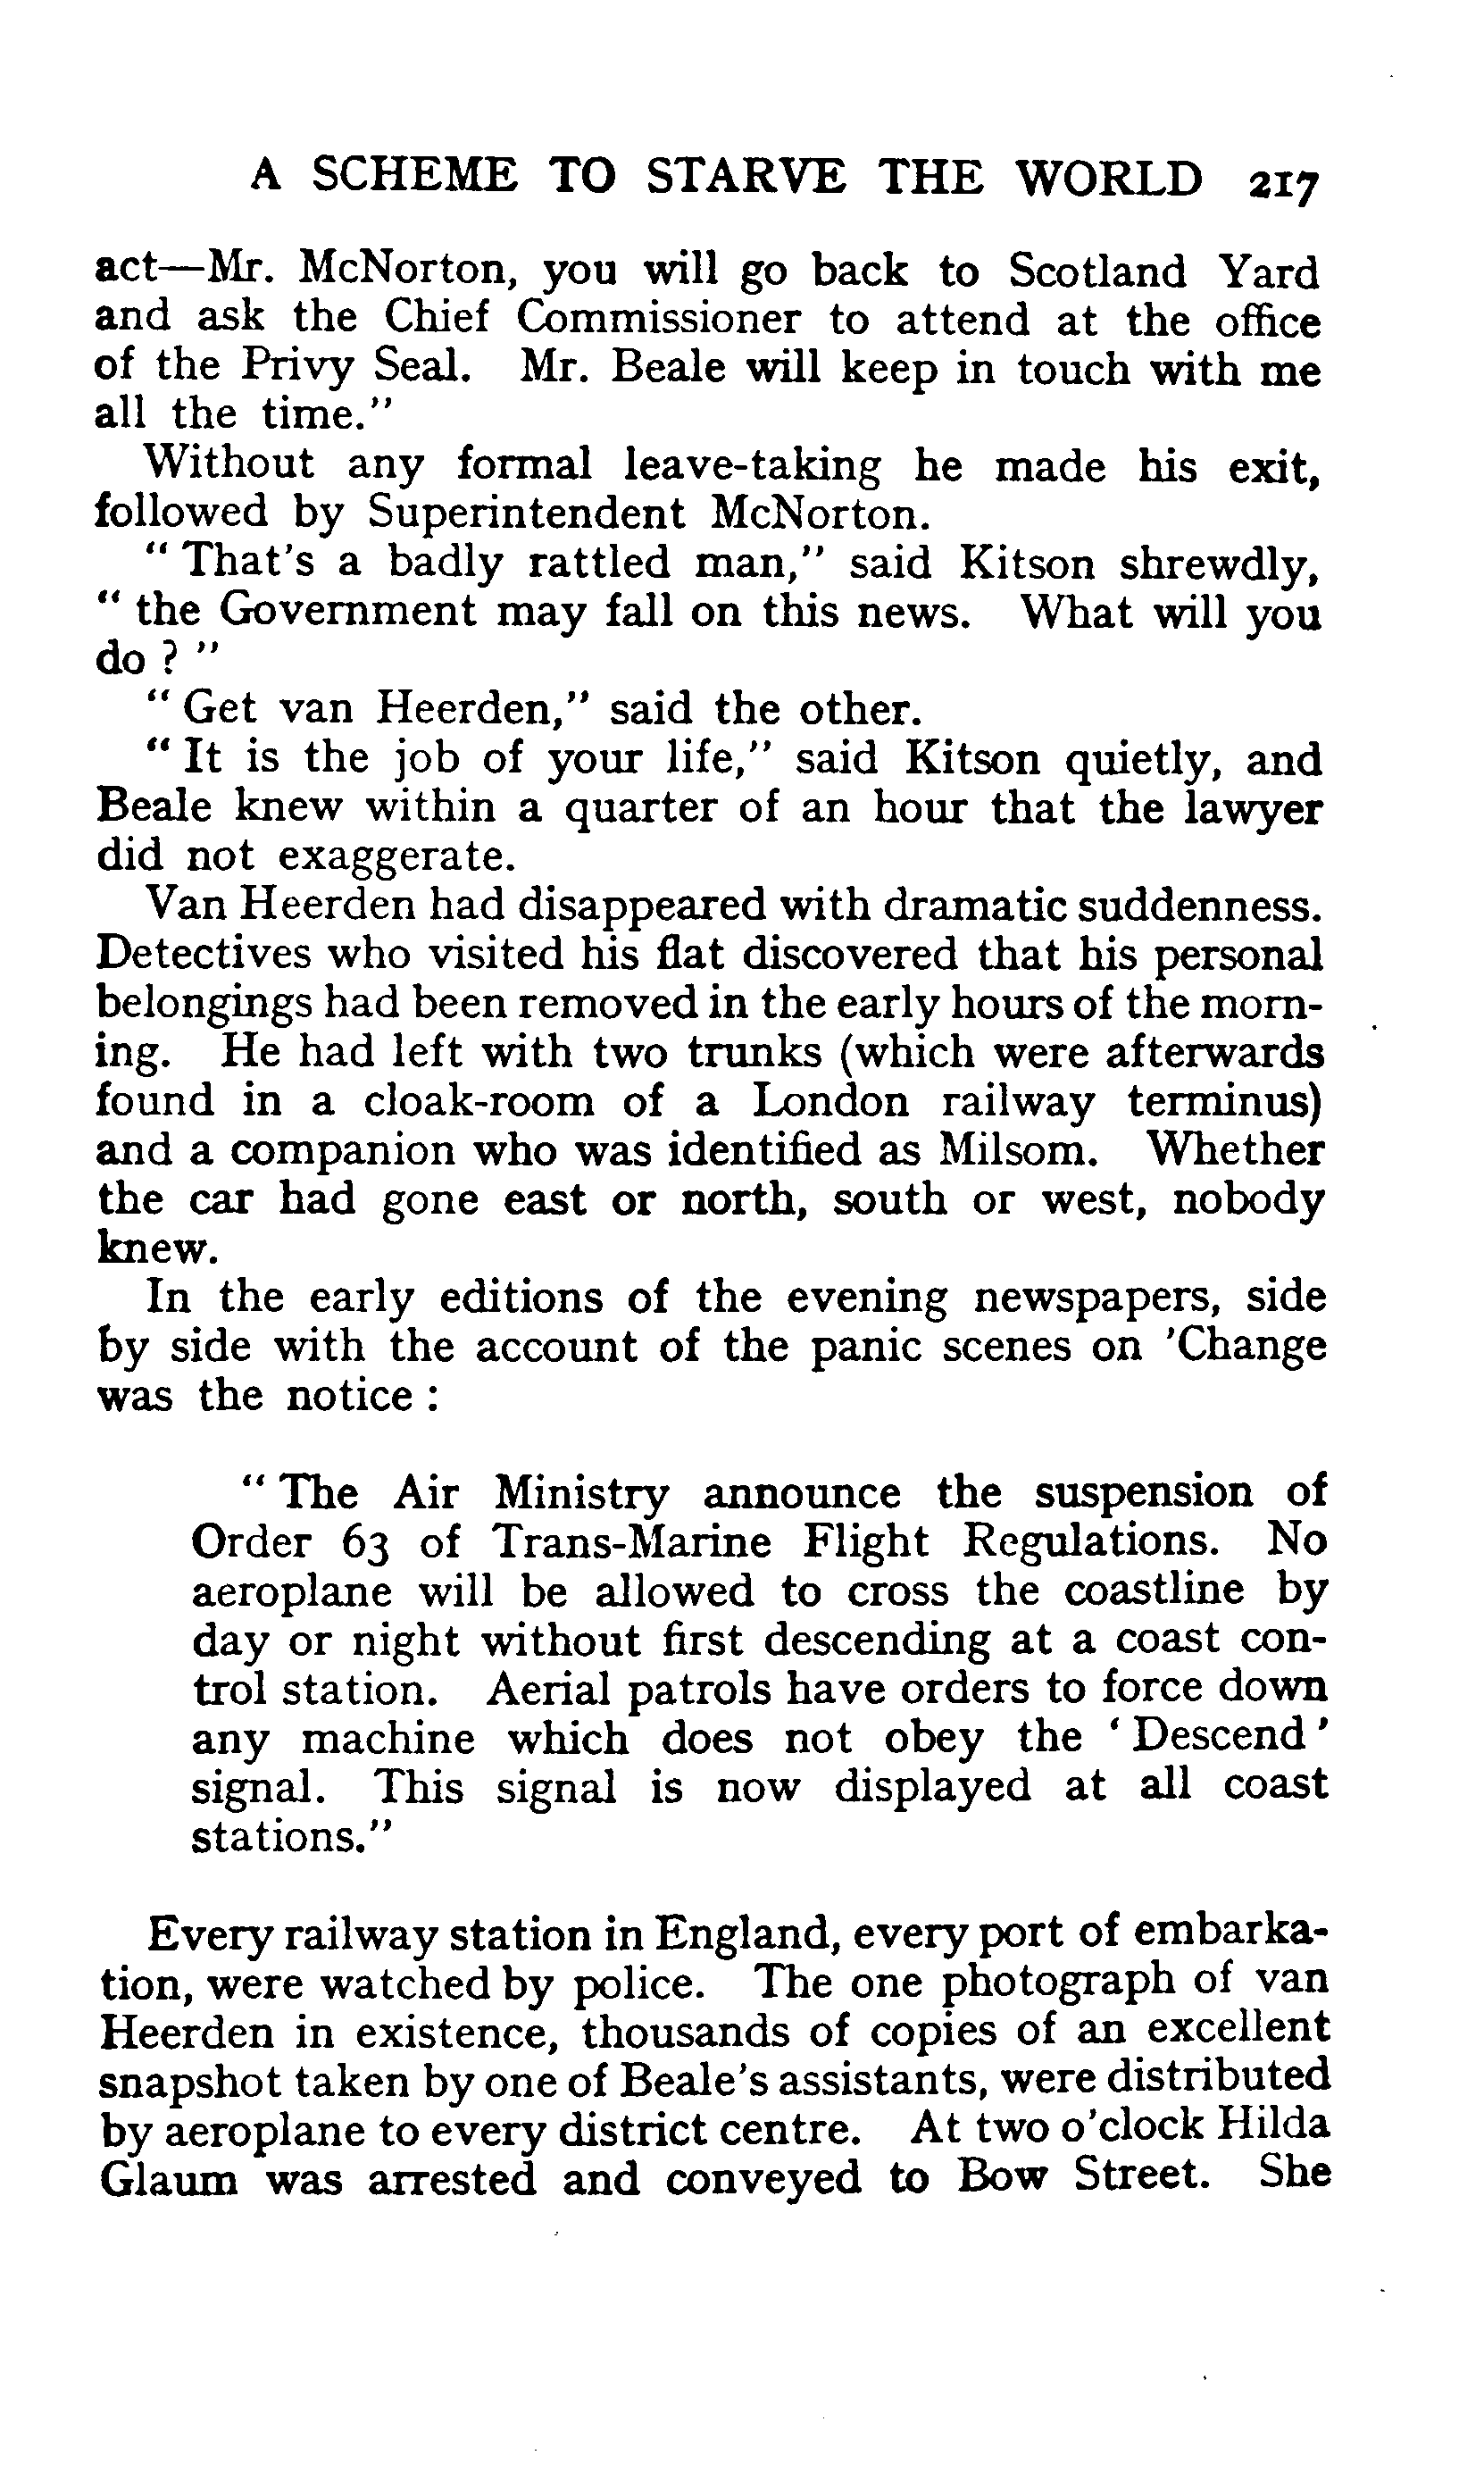 A SCHEME TO STARVE THE WORLD 217
act—Mr. McNorton, you will go back to Scotland Yard
and ask the Chief Commissioner to attend at the office
of the Privy Seal. Mr. Beale will keep in touch with me
all the time."
Without any formal leave-taking he made his exit,
followed by Superintendent McNorton.
"That's a badly rattled man," said Kitson shrewdly,
"the Government may fall on this news. What will you
do?"
"Get van Heerden," said the other.
"It is the job of your life," said Kitson quietly, and
Beale knew within a quarter of an hour that the lawyer
did not exaggerate.
Van Heerden had disappeared with dramatic suddenness.
Detectives who visited his flat discovered that his personal
belongings had been removed in the early hours of the morn-
ing. He had left with two trunks (which were afterwards
found in a cloak-room of a London railway terminus)
and a companion who was identified as Milsom. Whether
the car had gone east or north, south or west, nobody
knew.
In the early editions of the evening newspapers, side
by side with the account of the panic scenes on 'Change
was the notice:
"The Air Ministry announce the suspension of
Order 63 of Trans-Marine Flight Regulations. No
aeroplane will be allowed to cross the coastline by
day or night without first descending at a coast con-
trol station. Aerial patrols have orders to force down
any machine which does not obey the 'Descend'
signal. This signal is now displayed at all coast
stations."
Every railway station in England, every port of embarka-
tion, were watched by police. The one photograph of van
Heerden in existence, thousands of copies of an excellent
snapshot taken by one of Beale's assistants, were distributed
by aeroplane to every district centre. At two o'clock Hilda
Glaum was arrested and conveyed to Bow Street. She